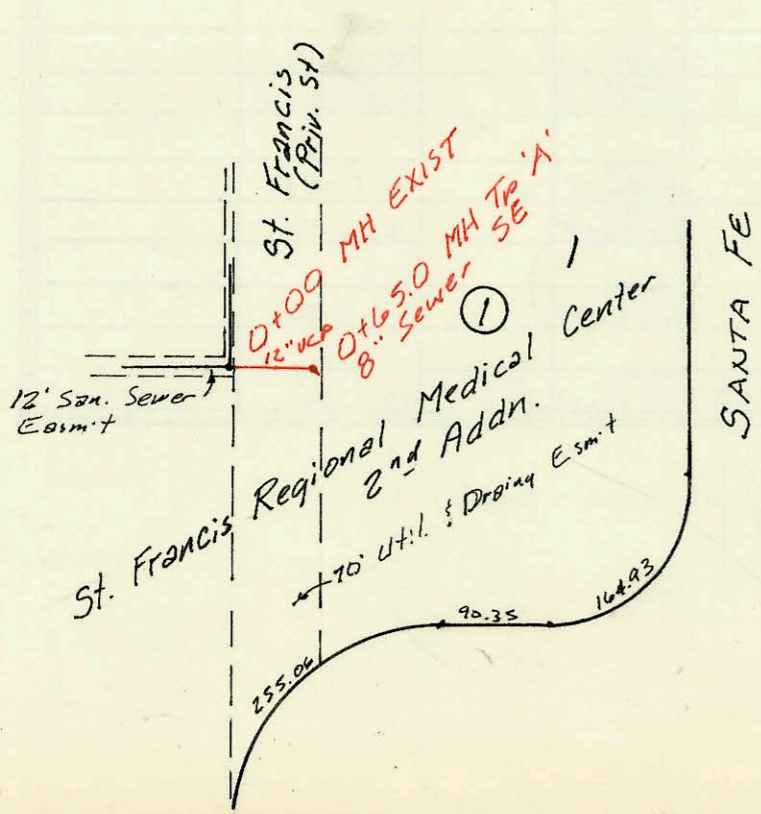 St. Francis
(Priv. St)
0+00 MH EXIST
12" VCP
0+65.0 MH Tp 'A'
8" Sewer SE
1
1
SANTA FE
12' San. Sewer
Easm't
St. Francis Regional Medical Center
2nd Addn.
70' Util. & Draing Esm't
90.35
164.93
255.06